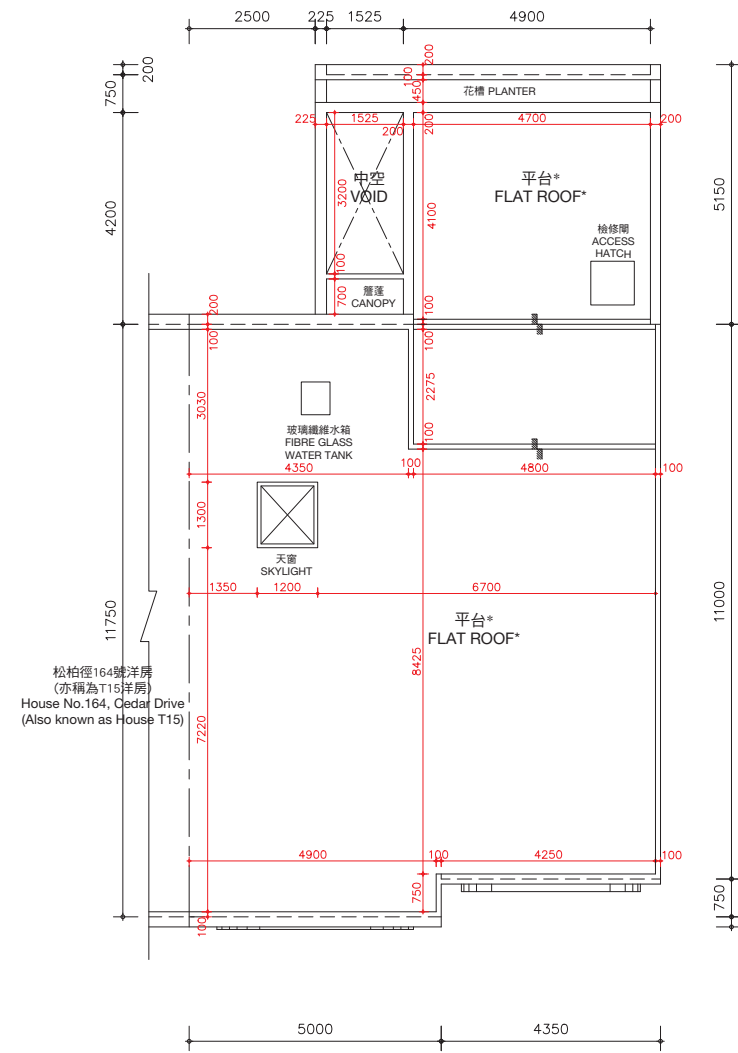 2500
225
1525
4900
200
750
200
100
450
花槽 PLANTER
225
1525
200
200
4700
200
中空
VOID
平台*
FLAT ROOF*
3200
4100
4200
5150
檢修閘
ACCESS
HATCH
100
700
簷蓬
CANOPY
200
100
100
100
3030
2275
玻璃纖維水箱
FIBRE GLASS
WATER TANK
100
4350
100
4800
100
1300
天窗
SKYLIGHT
1350
1200
6700
11750
11000
平台*
FLAT ROOF*
8425
松柏徑164號洋房
(亦稱為T15洋房)
House No.164, Cedar Drive
(Also known as House T15)
7220
4900
100
4250
100
750
750
100
5000
4350